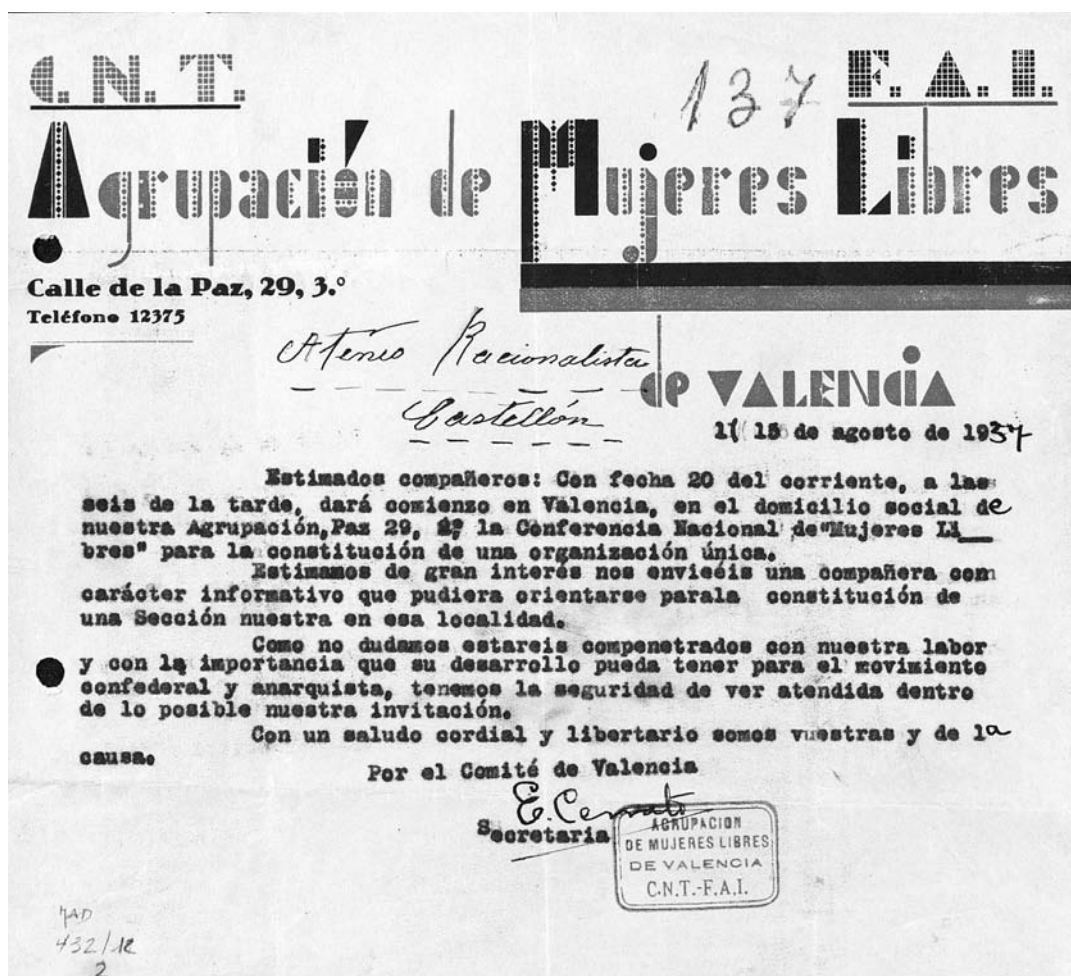 C.N.T.
137
F.A.I.
Agrupación de Mujeres Libres
Calle de la Paz, 29, 3.º
Teléfono 12375
Ateneo Racionalista
Castellón
de VALENCIA
15 de agosto de 1937
Estimados compañeros: Con fecha 20 del corriente, a las
seis de la tarde, dará comienzo en Valencia, en el domicilio social de
nuestra Agrupación,Paz 29, la Conferencia Nacional de"Mujeres Li_
bres" para la constitución de una organización única.
Estimamos de gran interés nos envieéis una compañera com
carácter informativo que pudiera orientarse parala constitución de
una Sección nuestra en esa localidad.
Como no dudamos estareis compenetrados con nuestra labor
y con la importancia que su desarrollo pueda tener para el movimiento
confederal y anarquista, tenemos la seguridad de ver atendida dentro
de lo posible nuestra invitación.
Con un saludo cordial y libertario somos vuestras y de la
causa.
Por el Comité de Valencia
E.
Secretaria
AGRUPACION
DE MUJERES LIBRES
DE VALENCIA
C.N.T.-F.A.I.
432/12
2